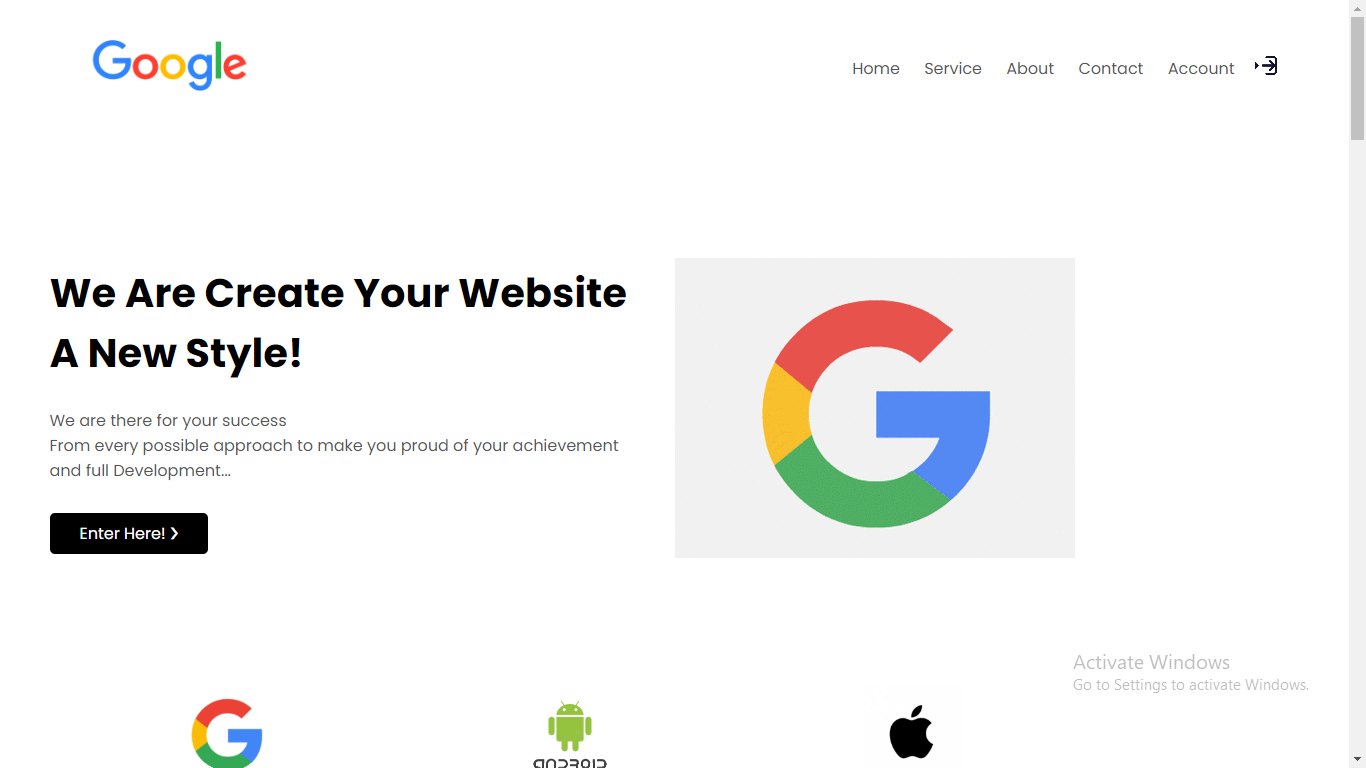 Google
Home Service About Contact Account
We Are Create Your Website
A New Style!
We are there for your success
From every possible approach to make you proud of your achievement
and full Development...
Enter Here! ❯
Activate Windows
Go to Settings to activate Windows.
ANDROID